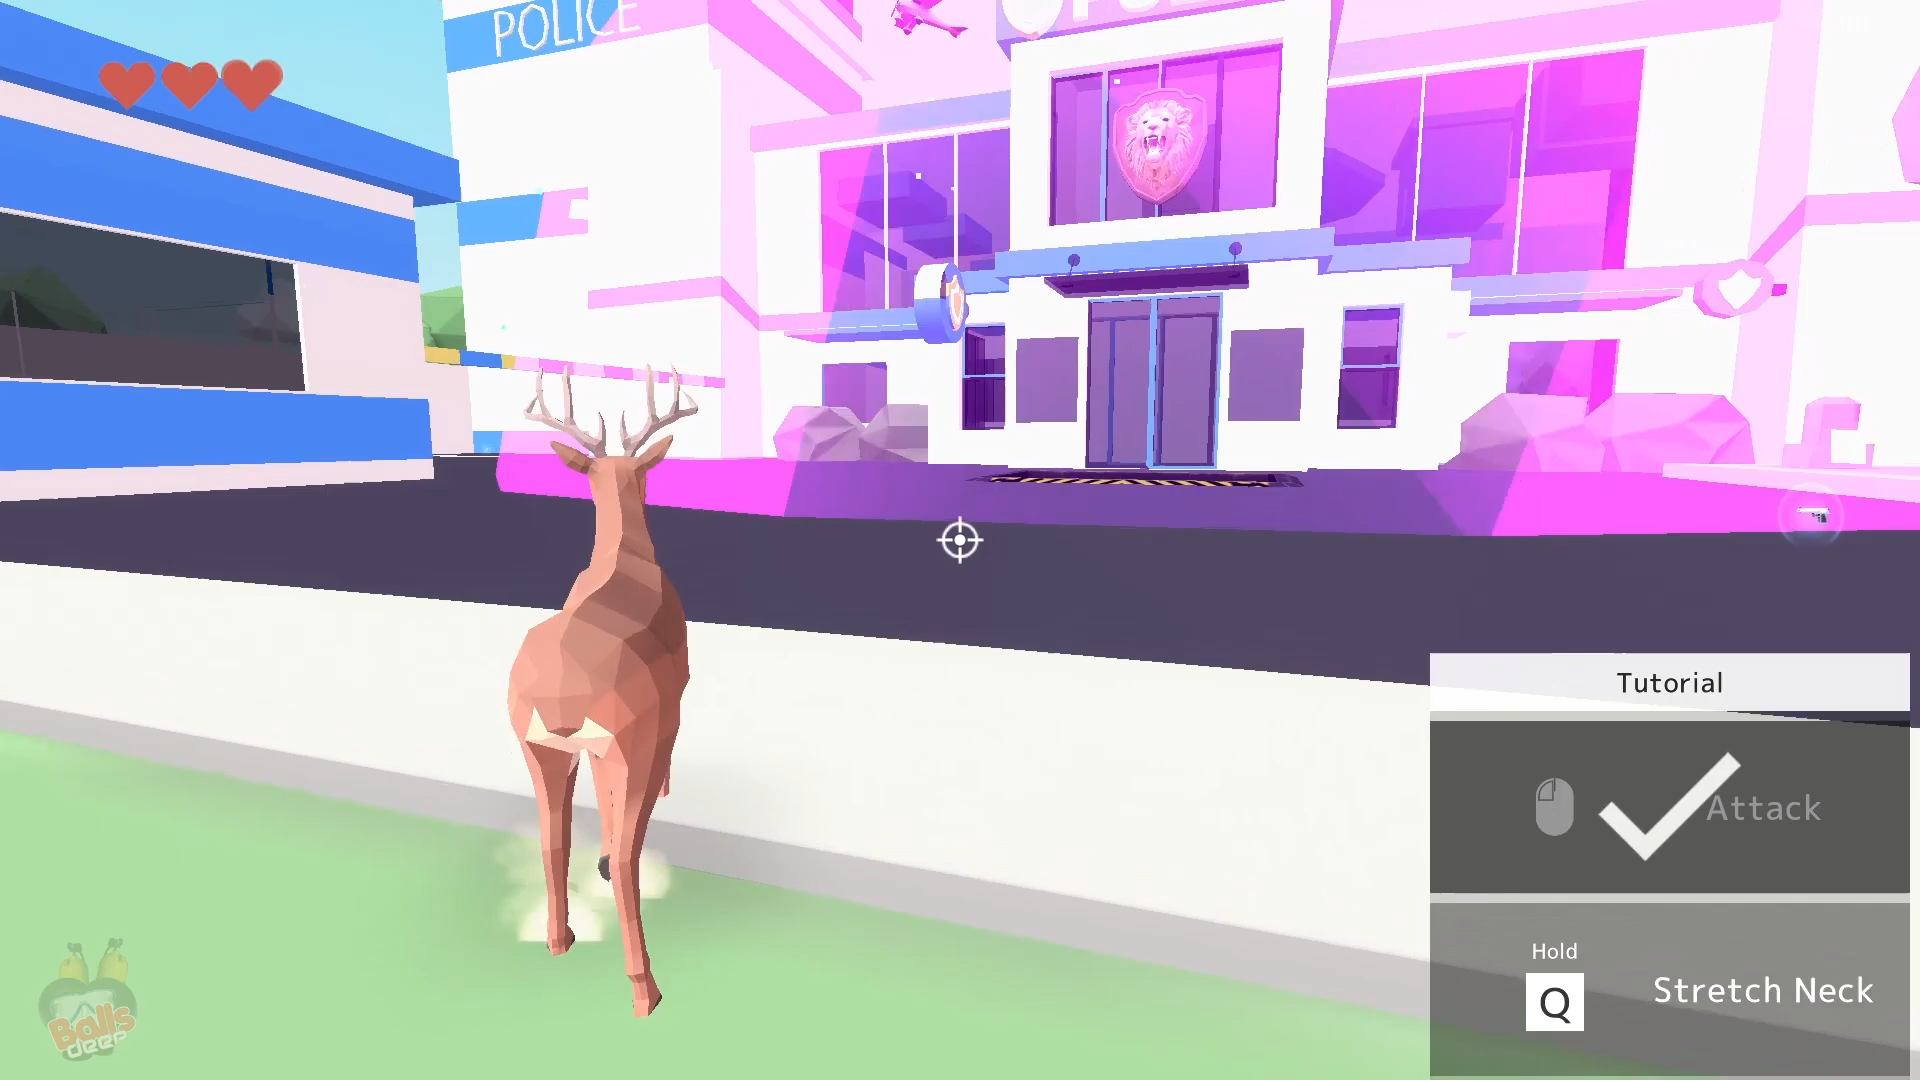 POLICE
Tutorial
Attack
Hold
Q
Stretch Neck
Balls
deep